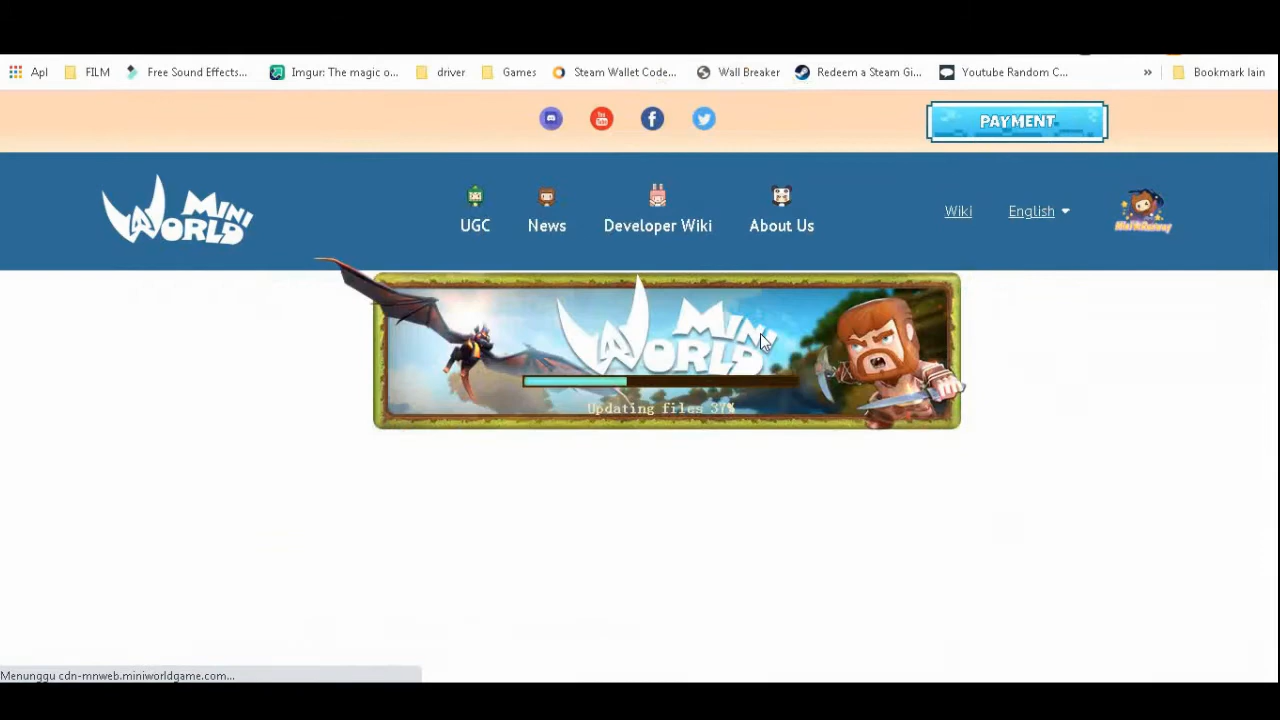 Apl FILM Free Sound Effects... Imgur: The magic o... driver Games Steam Wallet Code... Wall Breaker Redeem a Steam Gi... Youtube Random C... » Bookmark lain
PAYMENT
MINI WORLD
UGC News Developer Wiki About Us
Wiki English
MINI WORLD
Updating files 37%
Menunggu cdn-mnweb.miniworldgame.com...